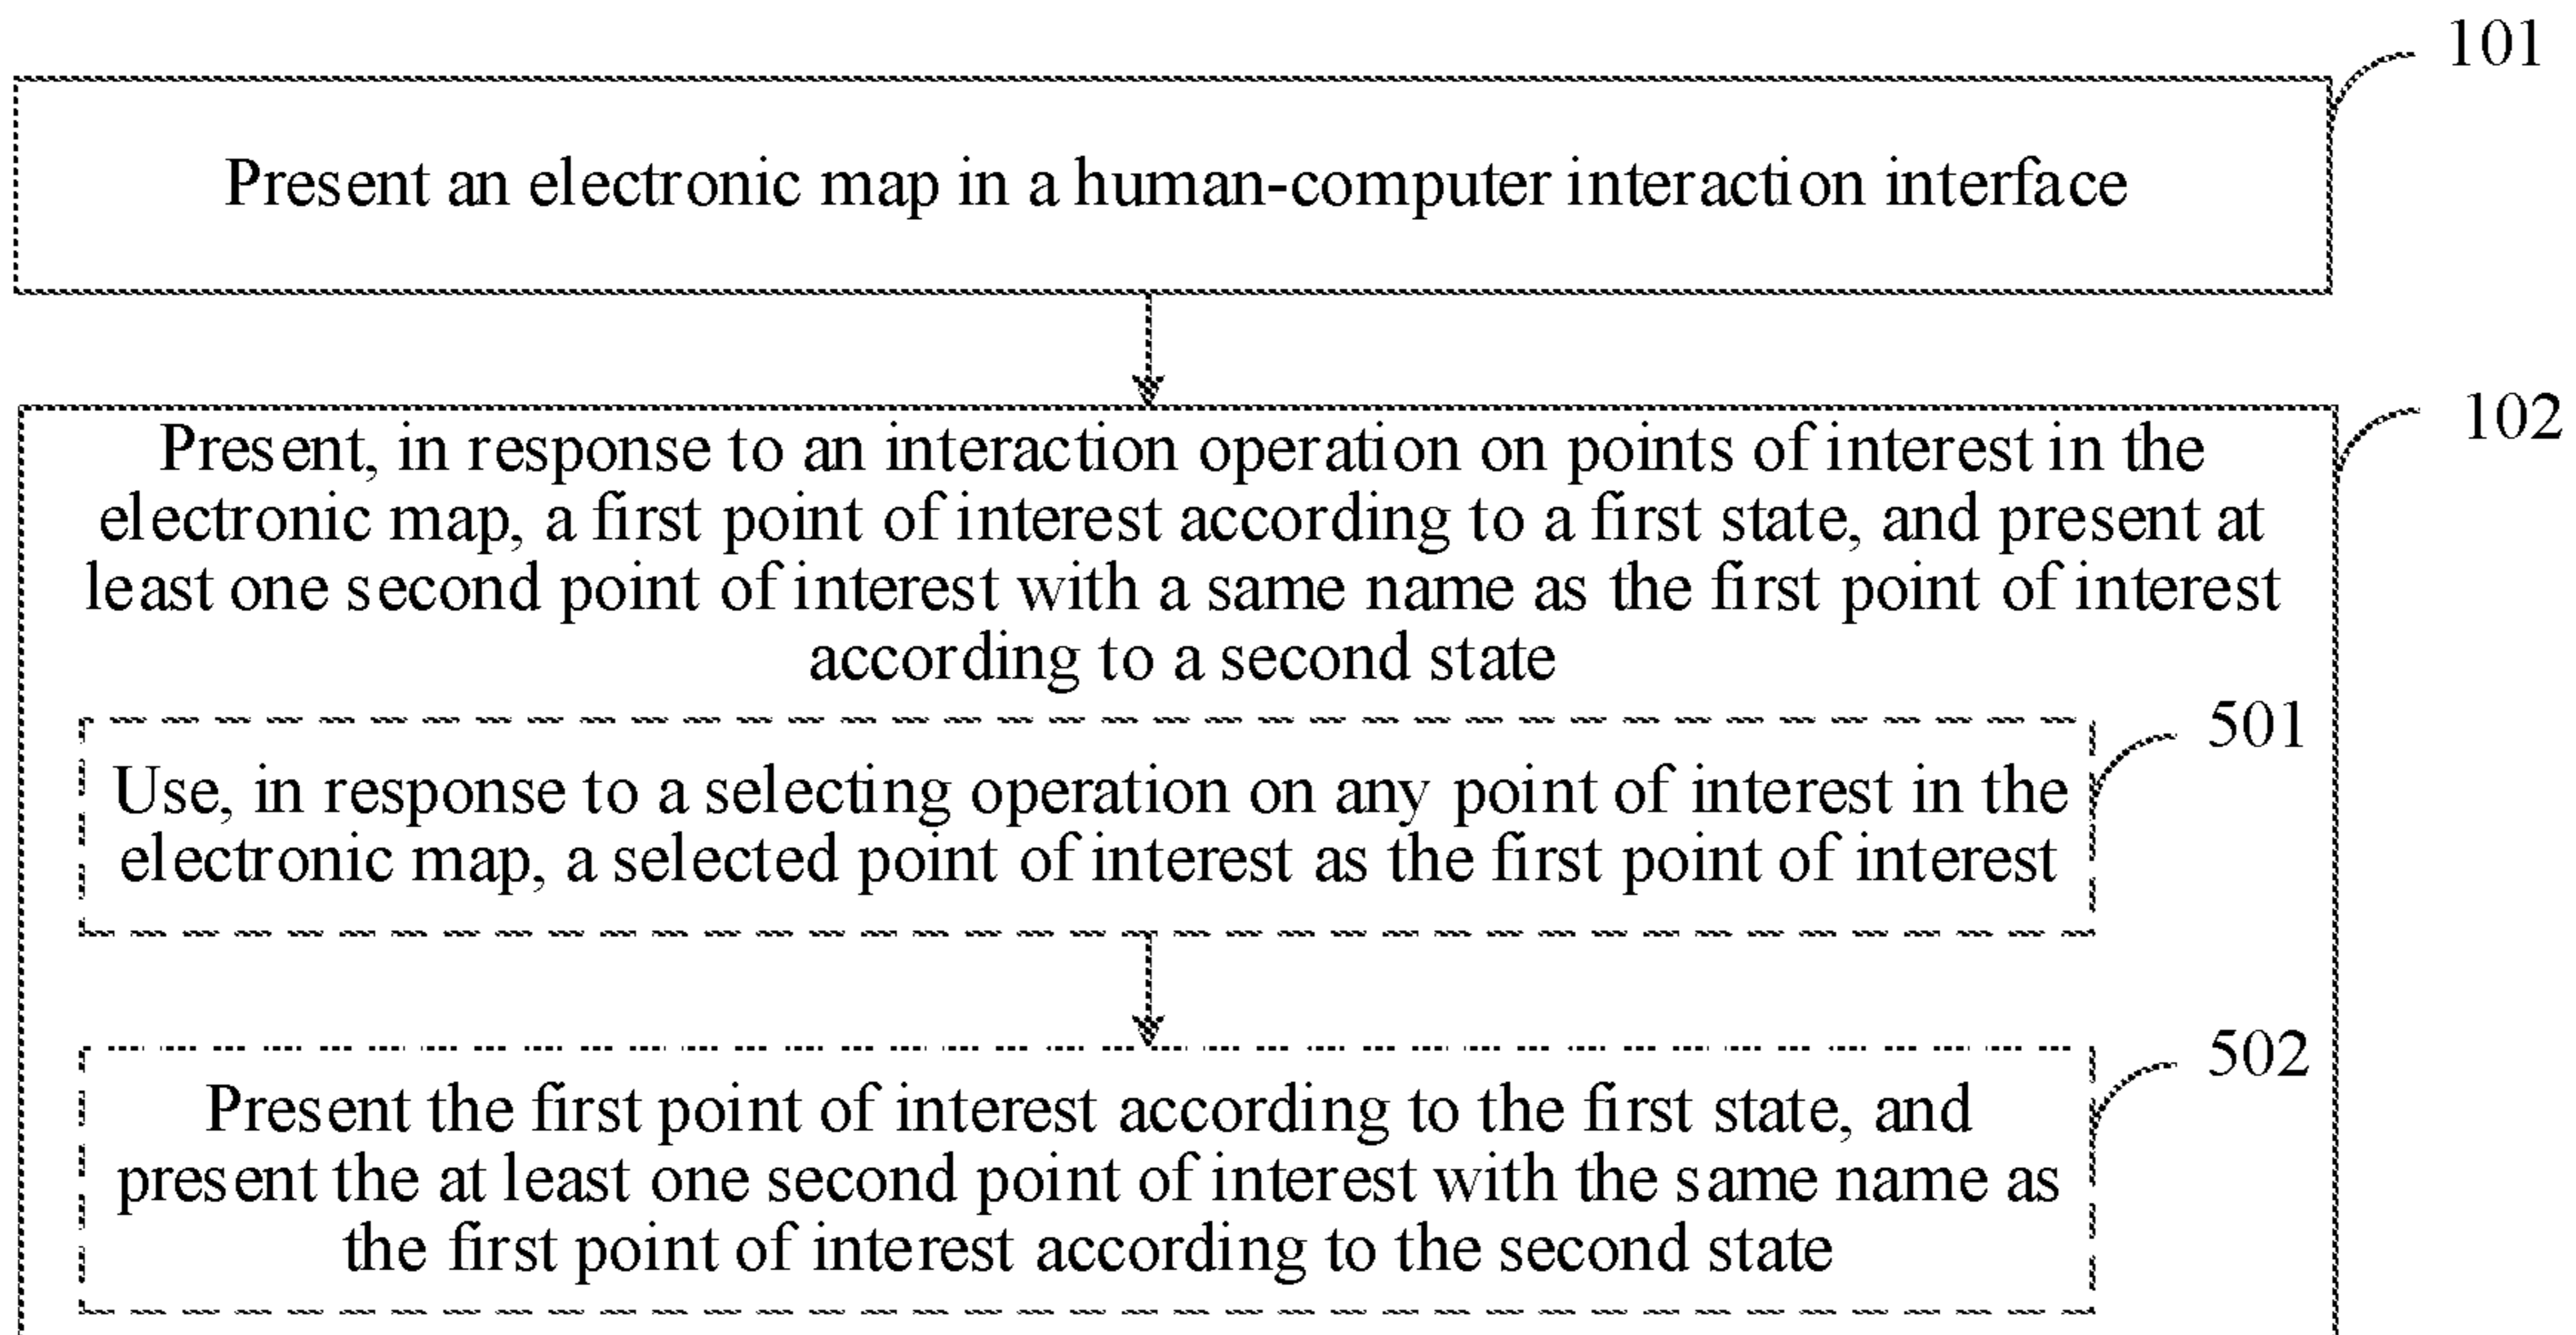 101
Present an electronic map in a human-computer interaction interface
102
Present, in response to an interaction operation on points of interest in the
electronic map, a first point of interest according to a first state, and present at
least one second point of interest with a same name as the first point of interest
according to a second state
501
Use, in response to a selecting operation on any point of interest in the
electronic map, a selected point of interest as the first point of interest
502
Present the first point of interest according to the first state, and
present the at least one second point of interest with the same name as
the first point of interest according to the second state